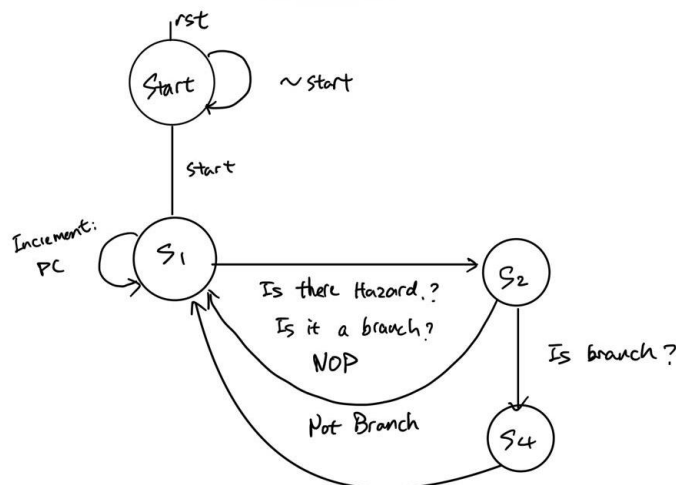 rst
Start
~start
start
Increment:
PC
S1
S2
Is there Hazard.?
Is it a branch?
NOP
Is branch?
Not Branch
S4